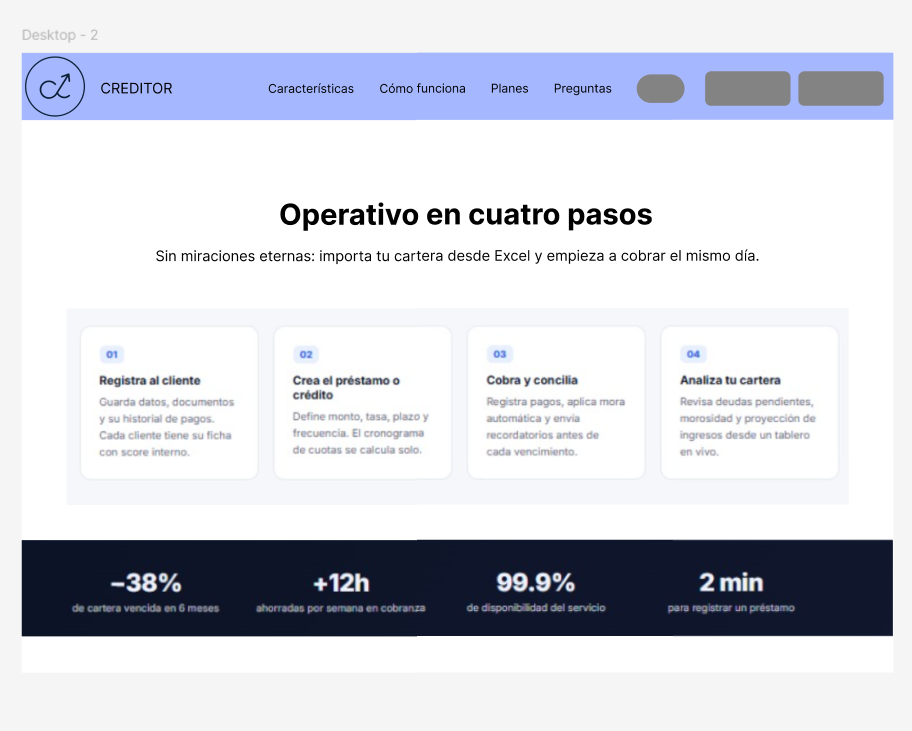 Desktop - 2
CREDITOR
Características
Cómo funciona
Planes
Preguntas
Operativo en cuatro pasos
Sin miraciones eternas: importa tu cartera desde Excel y empieza a cobrar el mismo día.
01
Registra al cliente
Guarda datos, documentos
y su historial de pagos.
Cada cliente tiene su ficha
con score interno.
02
Crea el préstamo o
crédito
Define monto, tasa, plazo y
frecuencia. El cronograma
de cuotas se calcula solo.
03
Cobra y concilia
Registra pagos, aplica mora
automática y envía
recordatorios antes de
cada vencimiento.
04
Analiza tu cartera
Revisa deudas pendientes,
morosidad y proyección de
ingresos desde un tablero
en vivo.
–38%
de cartera vencida en 6 meses
+12h
ahorradas por semana en cobranza
99.9%
de disponibilidad del servicio
2 min
para registrar un préstamo